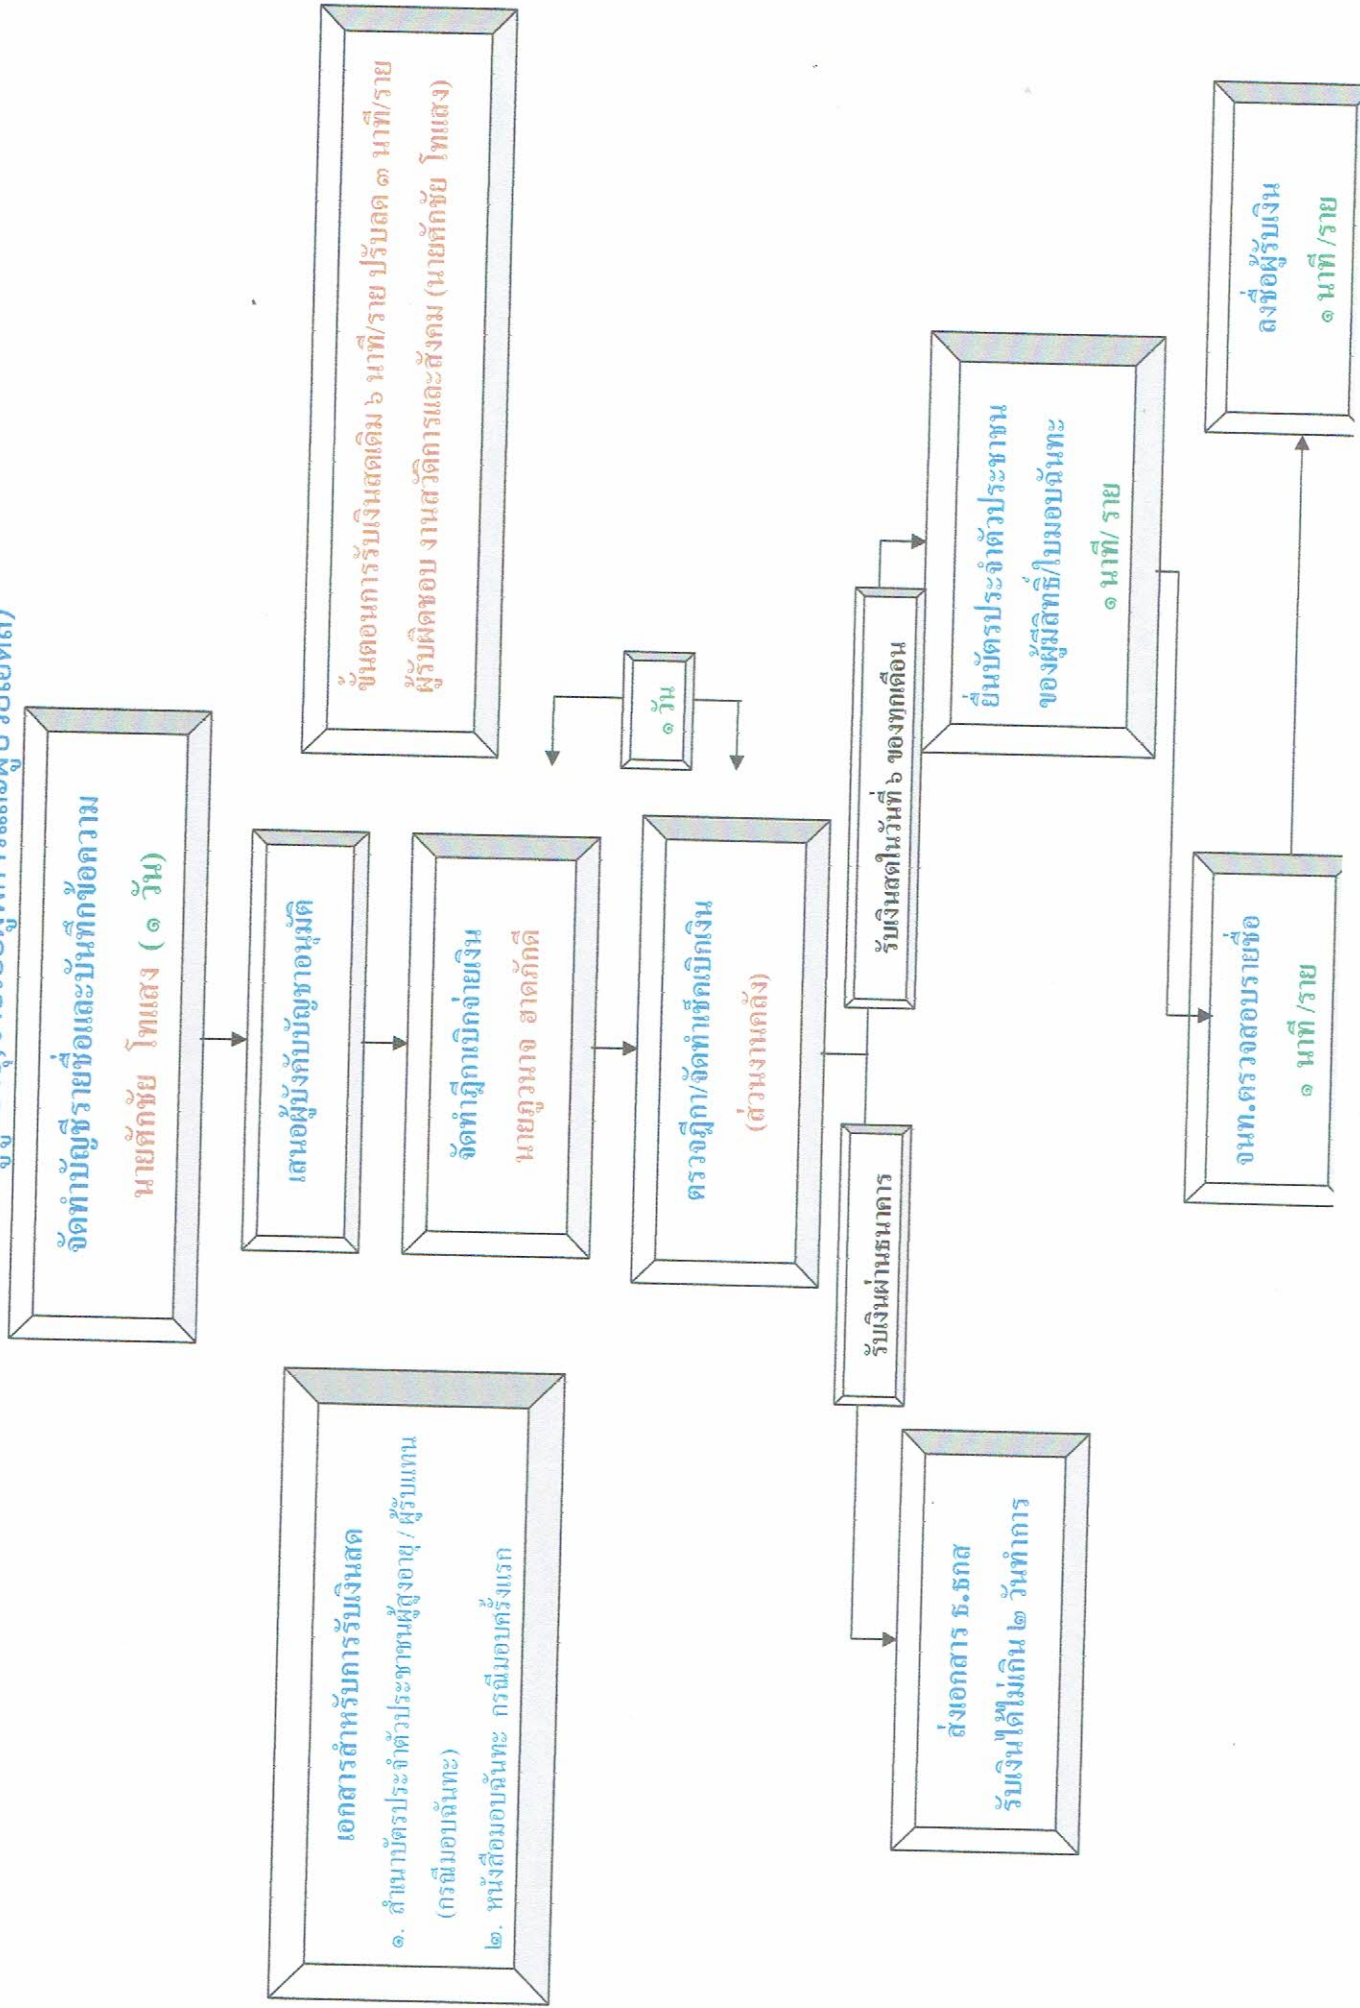 จัดทำบัญชีรายชื่อและบันทึกข้อความ
นายศักชัย โทแสง (๑ วัน)
เสนอผู้บังกับบัญชาอนุมัติ
จัดทำฎีกาเบิกจ่ายเงิน
นายภูวนาจ ฮาดภักดี
ตรวจฎีกา/จัดทำเช็คเบิกเงิน
(ส่วนงานคลัง)
๑ วัน
ขั้นตอนการรับเงินสดเดิม ๖ นาที/ราย ปรับลด ๓ นาที/ราย
ผู้รับผิดชอบ งานสวัดิการและสังคม (นายศักชัย โทแสง)
เอกสารสำหรับการรับเงินสด
๑. สำเนาบัตรประจำตัวประชาชนผู้สูงอายุ / ผู้รับแทน
(กรณีมอบฉันทะ)
๒. หนังสือมอบฉันทะ กรณีมอบครั้งแรก
รับเงินผ่านธนาคาร
รับเงินสดในวันที่ ๖ ของทุกเดือน
ส่งเอกสาร ธ.ธกส
รับเงินได้ไม่เกิน ๒ วันทำการ
ยื่นบัตรประจำตัวประชาชน
ของผู้มีสิทธิ์/ใบมอบฉันทะ
๑ นาที/ ราย
จนท.ตรวจสอบรายชื่อ
๑ นาที /ราย
ลงชื่อผู้รับเงิน
๑ นาที /ราย